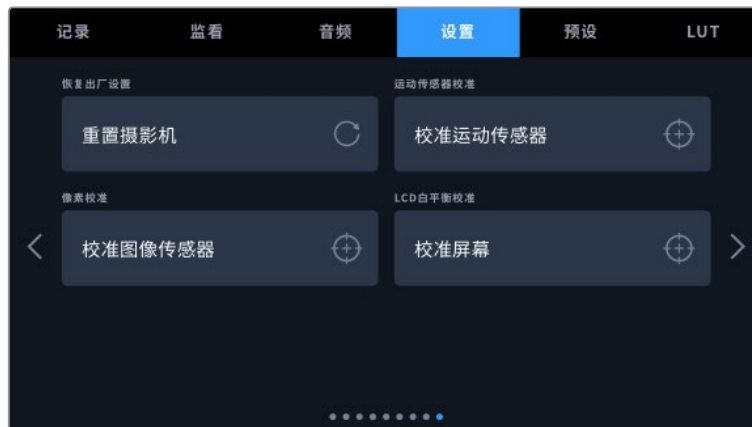 记录 监看 音频 设置 预设 LUT
恢复出厂设置 运动传感器校准
重置摄影机 校准运动传感器
像素校准 LCD白平衡校准
校准图像传感器 校准屏幕